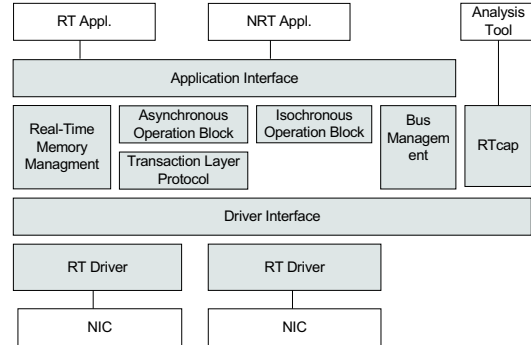 RT Appl.
NRT Appl.
Analysis
Tool
Application Interface
Real-Time
Memory
Managment
Asynchronous
Operation Block
Isochronous
Operation Block
Bus
Managem
ent
RTcap
Transaction Layer
Protocol
Driver Interface
RT Driver
RT Driver
NIC
NIC